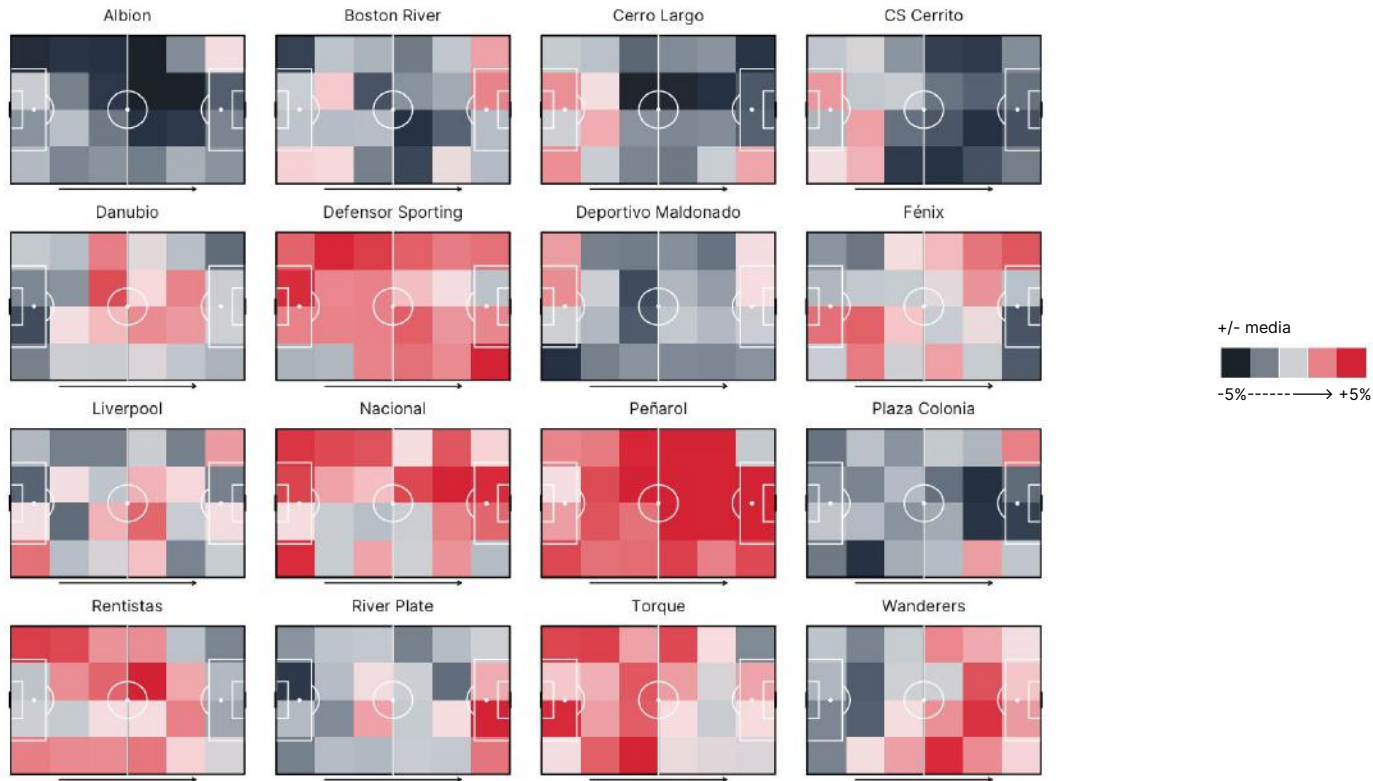 Albion
Boston River
Cerro Largo
CS Cerrito
Danubio
Defensor Sporting
Deportivo Maldonado
Fénix
+/- media
-5%
+5%
Liverpool
Nacional
Peñarol
Plaza Colonia
Rentistas
River Plate
Torque
Wanderers